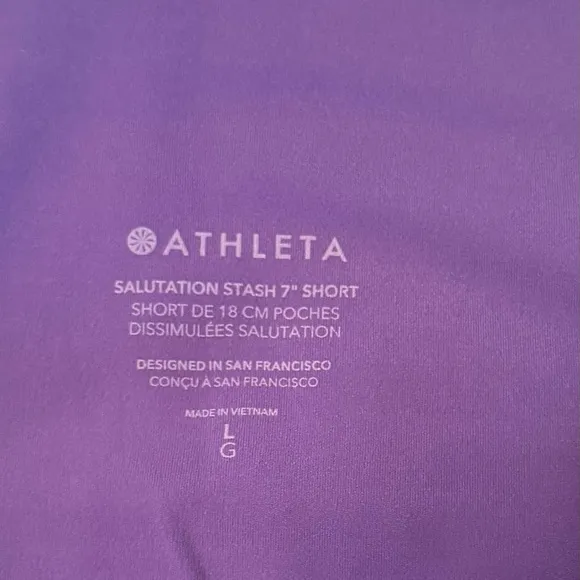 ATHLETA
SALUTATION STASH 7" SHORT
SHORT DE 18 CM POCHES
DISSIMULÉES SALUTATION
DESIGNED IN SAN FRANCISCO
CONÇU À SAN FRANCISCO
MADE IN VIETNAM
L
G